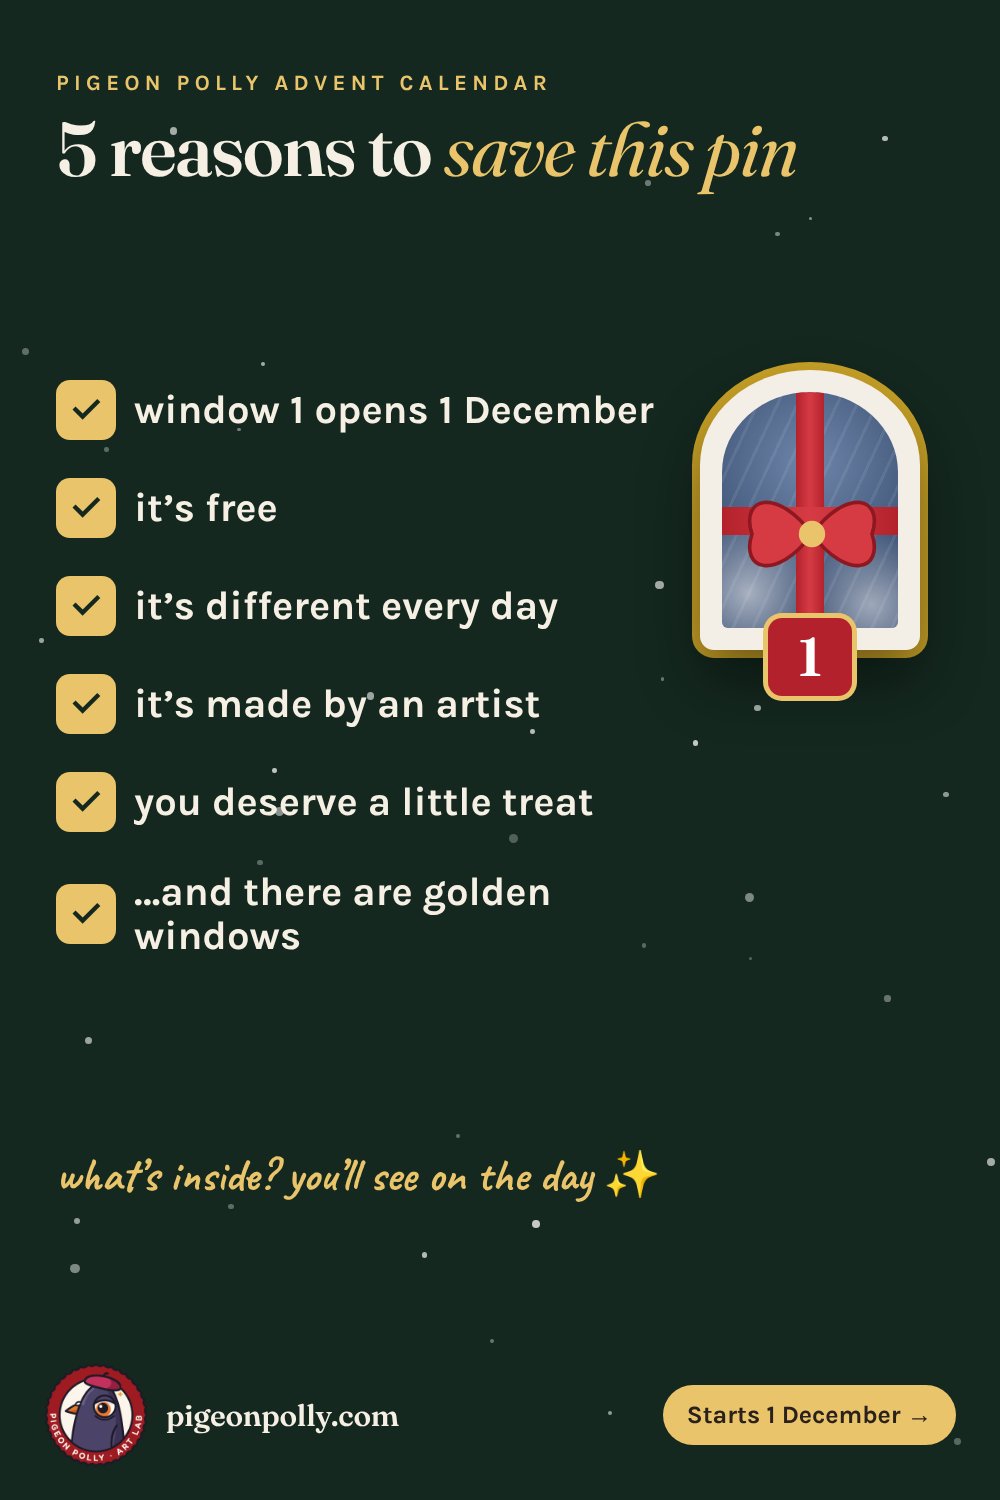 PIGEON POLLY ADVENT CALENDAR
5 reasons to save this pin
window 1 opens 1 December
it’s free
it’s different every day
it’s made by an artist
you deserve a little treat
...and there are golden
windows
1
what’s inside? you’ll see on the day ✨
PIGEON POLLY · ART LAB
pigeonpolly.com
Starts 1 December →